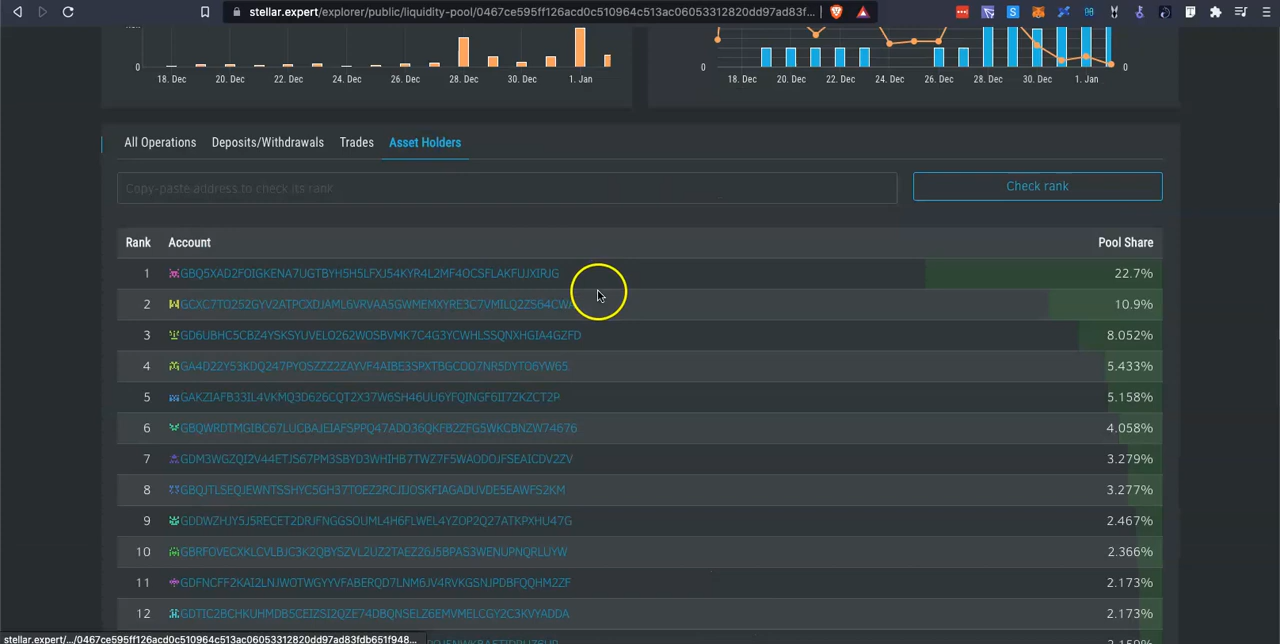 stellar.expert/explorer/public/liquidity-pool/0467ce595ff126acd0c510964c513ac06053312820dd97ad83f...
0 18. Dec 20. Dec 22. Dec 24. Dec 26. Dec 28. Dec 30. Dec 1. Jan
0 18. Dec 20. Dec 22. Dec 24. Dec 26. Dec 28. Dec 30. Dec 1. Jan 0
All Operations Deposits/Withdrawals Trades Asset Holders
Copy-paste address to check its rank Check rank
Rank Account Pool Share
1 GBQ5XAD2FOIGKENA7UGTBYH5H5LFXJ54KYR4L2MF4OCSFLAKFUJXIRJG 22.7%
2 10.9%
3 GD6UBHC5CBZ4YSKSYUVELO262WOSBVMK7C4G3YCWHLSSQNXHGIA4GZFD 8.052%
4 GA4D22Y53KDQ247PYOSZZZ2ZAYVF4AIBE3SPXTBGCOO7NR5DYTO6YW65 5.433%
5 GAKZIAFB33IL4VKMQ3D626CQT2X37W6SH46UU6YFQINGF6II7ZKZCT2P 5.158%
6 GBQWRDTMGIBC67LUCBAJEIAFSPPQ47ADO36QKFB2ZFG5WKCBNZW74676 4.058%
7 GDM3WGZQI2V44ETJS67PM3SBYD3WHIHB7TWZ7F5WAODOJFSEAICDV2ZV 3.279%
8 GBQJTLSEQJEWNTSSHYC5GH37TOEZ2RCJIJOSKFIAGADUVDE5EAWFS2KM 3.277%
9 GDDWZHJY5J5RECET2DRJFNGGSOUML4H6FLWEL4YZOP2Q27ATKPXHU47G 2.467%
10 GBRFOVECXKLCVLBJC3K2QBYSZVL2UZ2TAEZ26J5BPAS3WENUPNQRLUYW 2.366%
11 GDFNCFF2KAI2LNJWOTWGYYVFABERQD7LNM6JV4RVKGSNJPDBFQQHM2ZF 2.173%
12 GDTIC2BCHKUHMDB5CEIZSI2QZE74DBQNSELZ6EMVMELCGY2C3KVYADDA 2.173%
stellar.expert/.../0467ce595ff126acd0c510964c513ac06053312820dd97ad83fdb651f948...